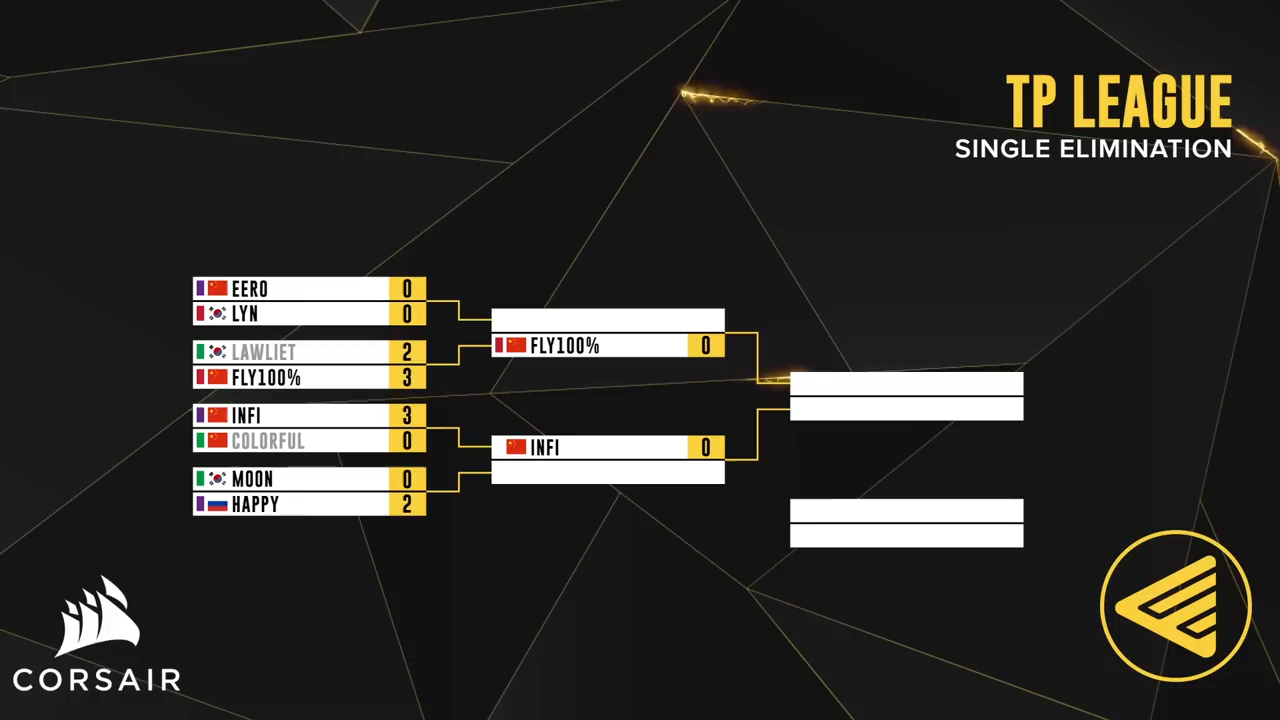 TP LEAGUE
SINGLE ELIMINATION
EERO 0
LYN 0
LAWLIET 2
FLY100% 3
INFI 3
COLORFUL 0
MOON 0
HAPPY 2
FLY100% 0
INFI 0
CORSAIR